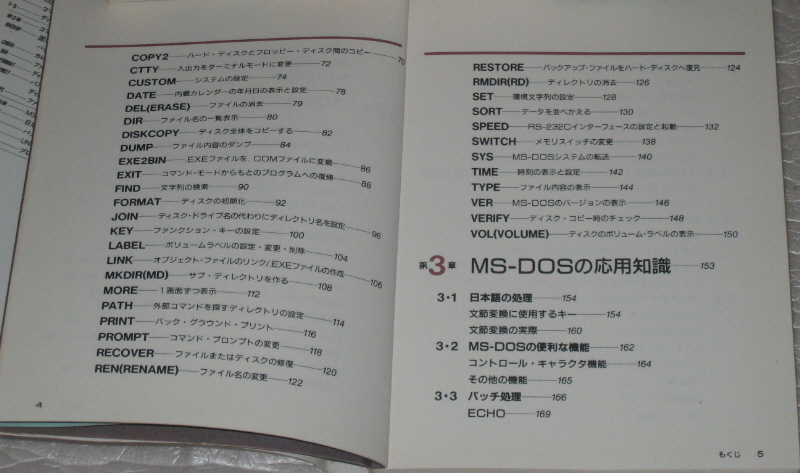 COPY2 ハード・ディスクとフロッピー・ディスク間のコピー 70
CTTY 入出力をターミナルモードに変更 72
CUSTOM システムの設定 74
DATE 内蔵カレンダーの年月日の表示と設定 78
DEL(ERASE) ファイルの消去 79
DIR ファイル名の一覧表示 80
DISKCOPY ディスク全体をコピーする 82
DUMP ファイル内容のダンプ 84
EXE2BIN .EXEファイルを.COMファイルに変換 86
EXIT コマンド・モードからもとのプログラムへの復帰 88
FIND 文字列の検索 90
FORMAT ディスクの初期化 92
JOIN ディスク・ドライブ名の代わりにディレクトリ名を設定 96
KEY ファンクション・キーの設定 100
LABEL ボリュームラベルの設定・変更・削除 104
LINK オブジェクト・ファイルのリンク/.EXEファイルの作成 106
MKDIR(MD) サブ・ディレクトリを作る 108
MORE 1画面ずつ表示 112
PATH 外部コマンドを探すディレクトリの設定 114
PRINT バック・グラウンド・プリント 116
PROMPT コマンド・プロンプトの変更 118
RECOVER ファイルまたはディスクの修復 120
REN(RENAME) ファイル名の変更 122
4
RESTORE バックアップ・ファイルをハード・ディスクへ復元 124
RMDIR(RD) ディレクトリの消去 126
SET 環境文字列の設定 128
SORT データを並べかえる 130
SPEED RS-232Cインターフェースの設定と起動 132
SWITCH メモリスイッチの変更 138
SYS MS-DOSシステムの転送 140
TIME 時刻の表示と設定 142
TYPE ファイル内容の表示 144
VER MS-DOSのバージョンの表示 146
VERIFY ディスク・コピー時のチェック 148
VOL(VOLUME) ディスクのボリューム・ラベルの表示 150
第3章 MS-DOSの応用知識 153
3・1 日本語の処理 154
文節変換に使用するキー 154
文節変換の実際 160
3・2 MS-DOSの便利な機能 162
コントロール・キャラクタ機能 164
その他の機能 165
3・3 バッチ処理 166
ECHO 169
もくじ 5